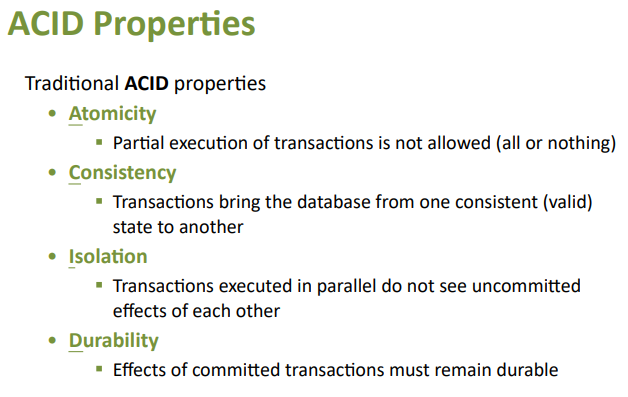 ACID Properties
Traditional ACID properties
• Atomicity
▪ Partial execution of transactions is not allowed (all or nothing)
• Consistency
▪ Transactions bring the database from one consistent (valid)
state to another
• Isolation
▪ Transactions executed in parallel do not see uncommitted
effects of each other
• Durability
▪ Effects of committed transactions must remain durable